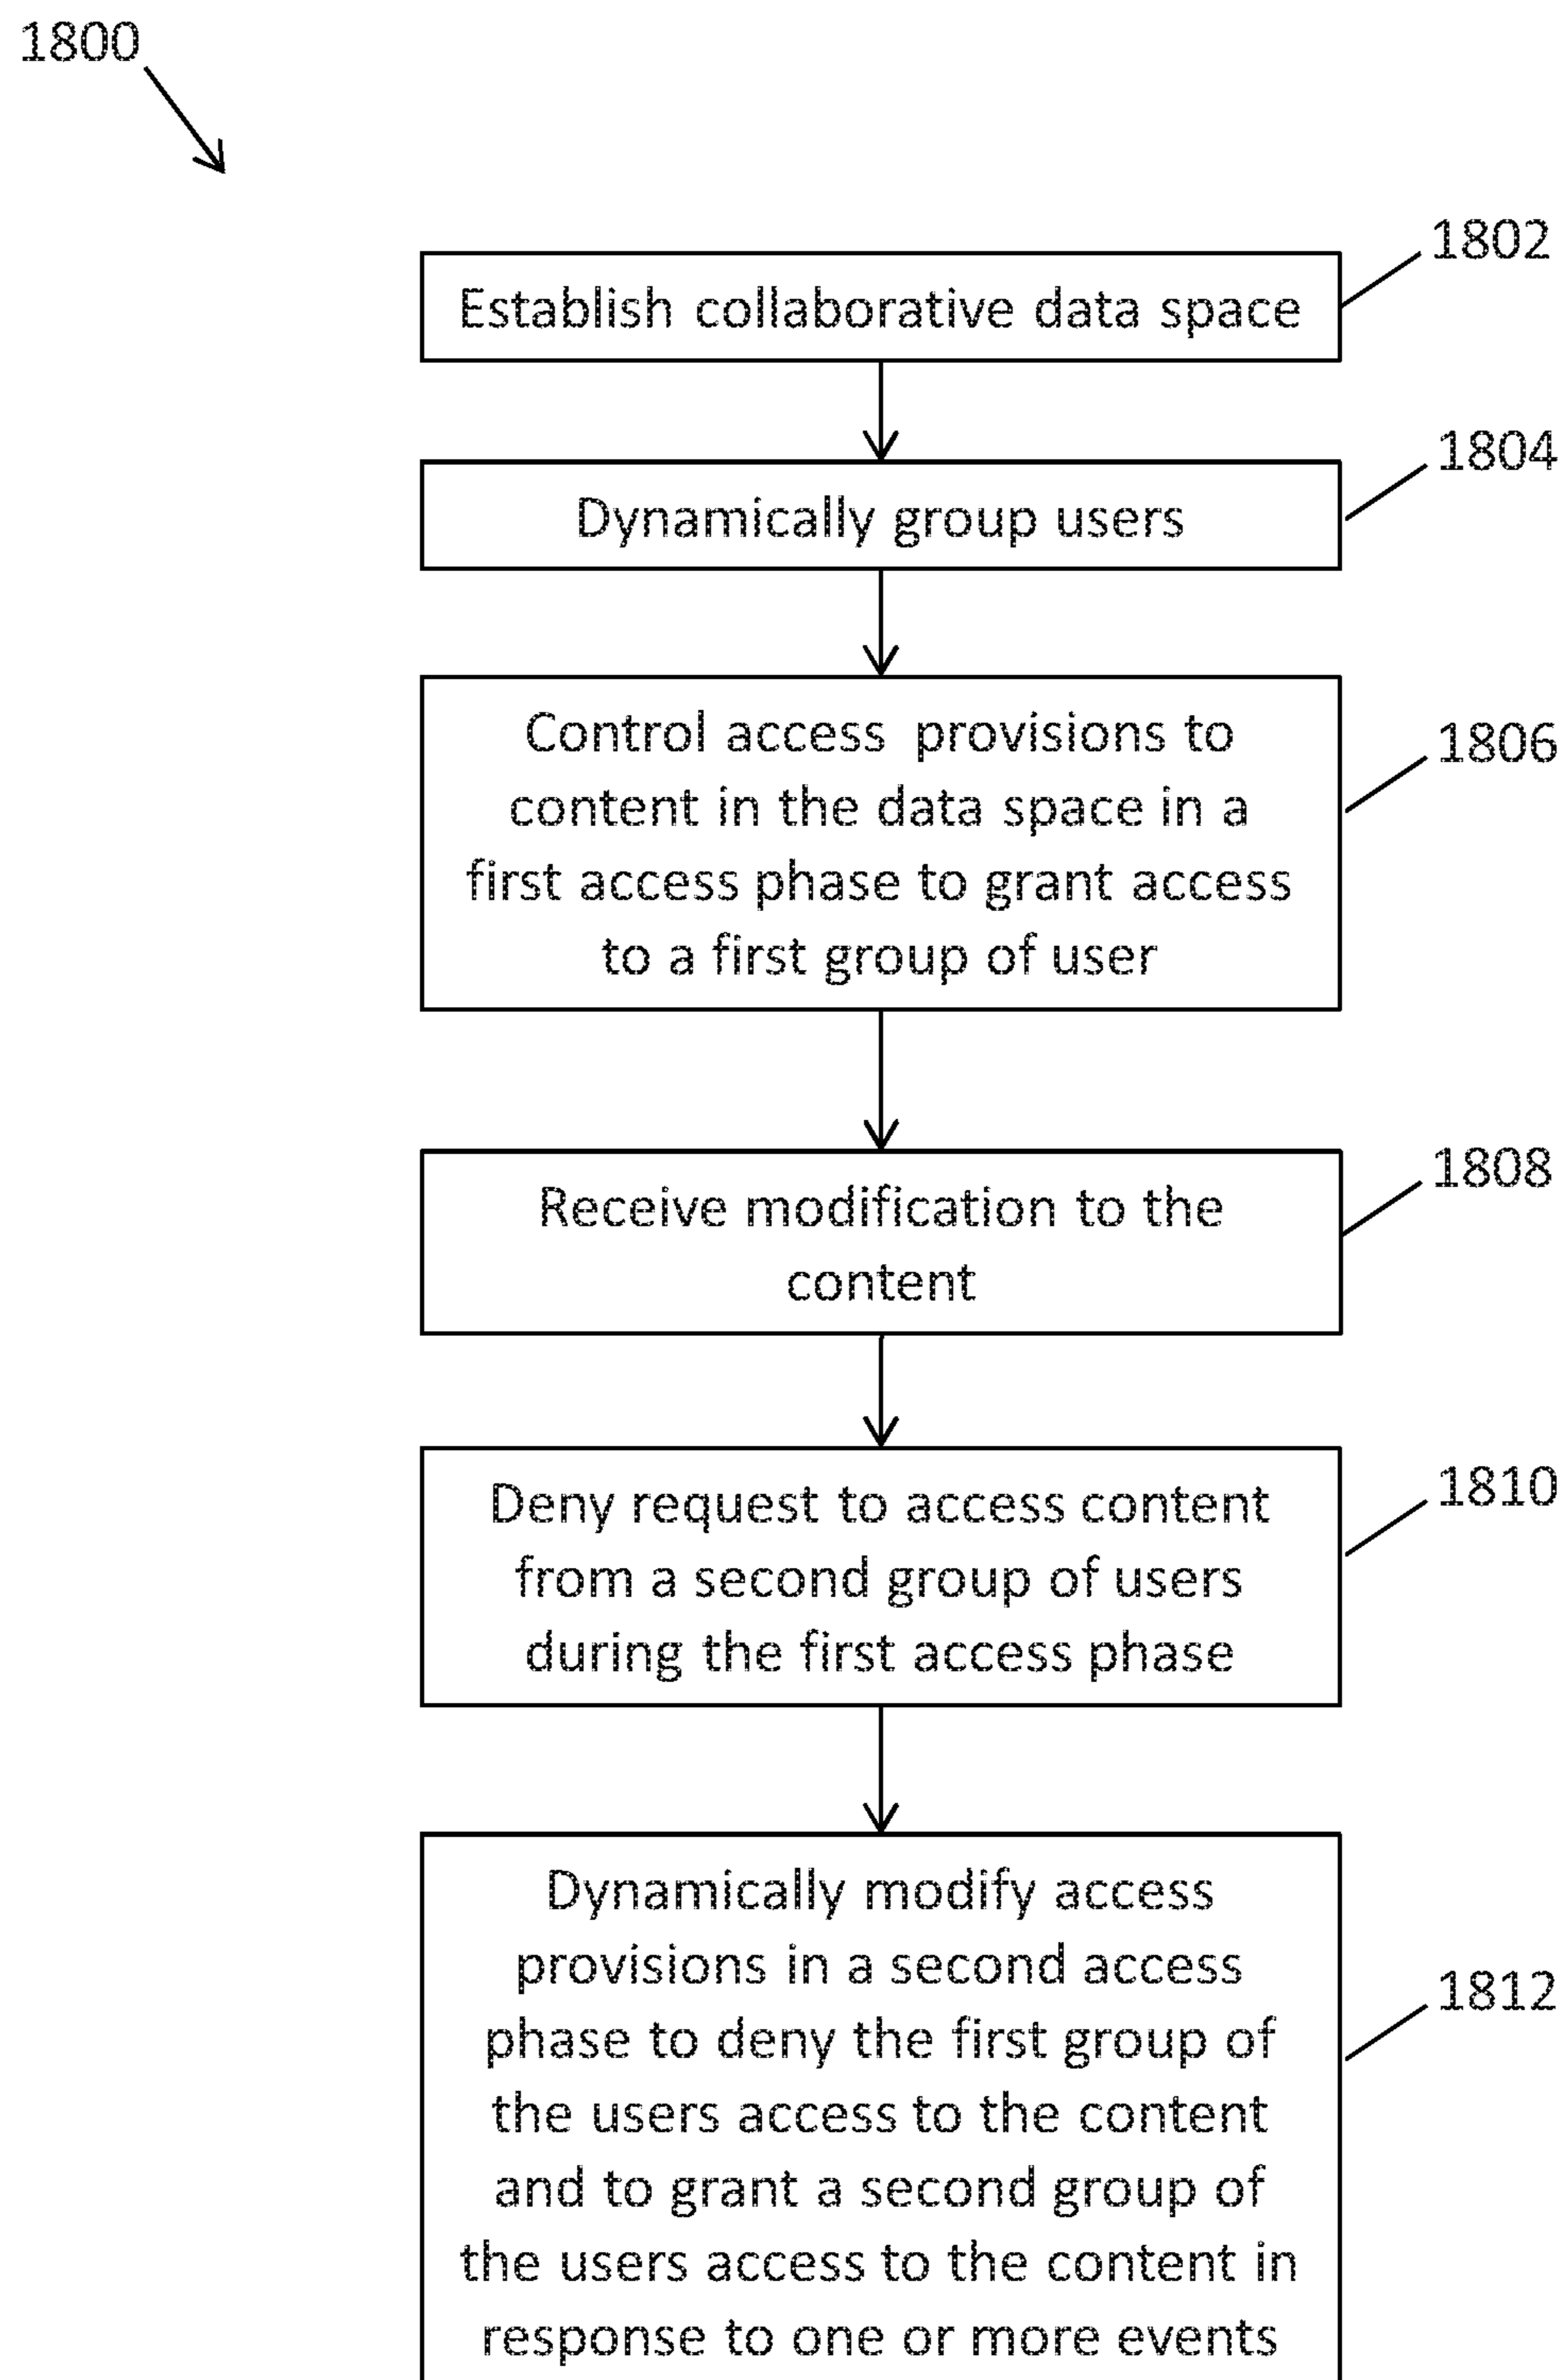 1800
1802
Establish collaborative data space
1804
Dynamically group users
1806
Control access provisions to
content in the data space in a
first access phase to grant access
to a first group of user
1808
Receive modification to the
content
1810
Deny request to access content
from a second group of users
during the first access phase
1812
Dynamically modify access
provisions in a second access
phase to deny the first group of
the users access to the content
and to grant a second group of
the users access to the content in
response to one or more events